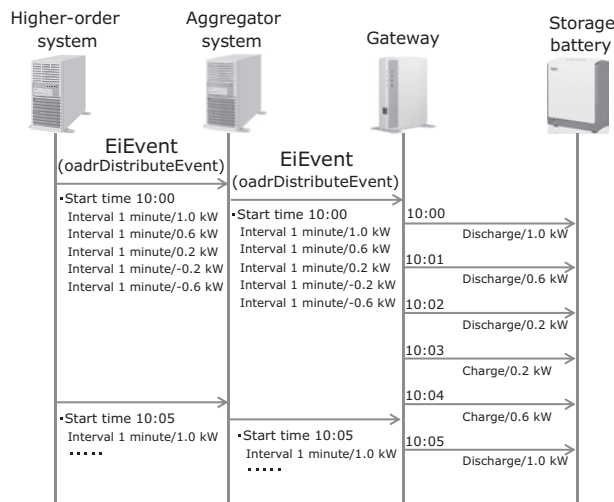 Higher-order
system
Aggregator
system
Gateway
Storage
battery
EiEvent
(oadrDistributeEvent)
▪Start time 10:00
Interval 1 minute/1.0 kW
Interval 1 minute/0.6 kW
Interval 1 minute/0.2 kW
Interval 1 minute/-0.2 kW
Interval 1 minute/-0.6 kW
▪Start time 10:05
Interval 1 minute/1.0 kW
▪▪▪▪▪
EiEvent
(oadrDistributeEvent)
▪Start time 10:00
Interval 1 minute/1.0 kW
Interval 1 minute/0.6 kW
Interval 1 minute/0.2 kW
Interval 1 minute/-0.2 kW
Interval 1 minute/-0.6 kW
▪Start time 10:05
Interval 1 minute/1.0 kW
▪▪▪▪▪
10:00
Discharge/1.0 kW
10:01
Discharge/0.6 kW
10:02
Discharge/0.2 kW
10:03
Charge/0.2 kW
10:04
Charge/0.6 kW
10:05
Discharge/1.0 kW